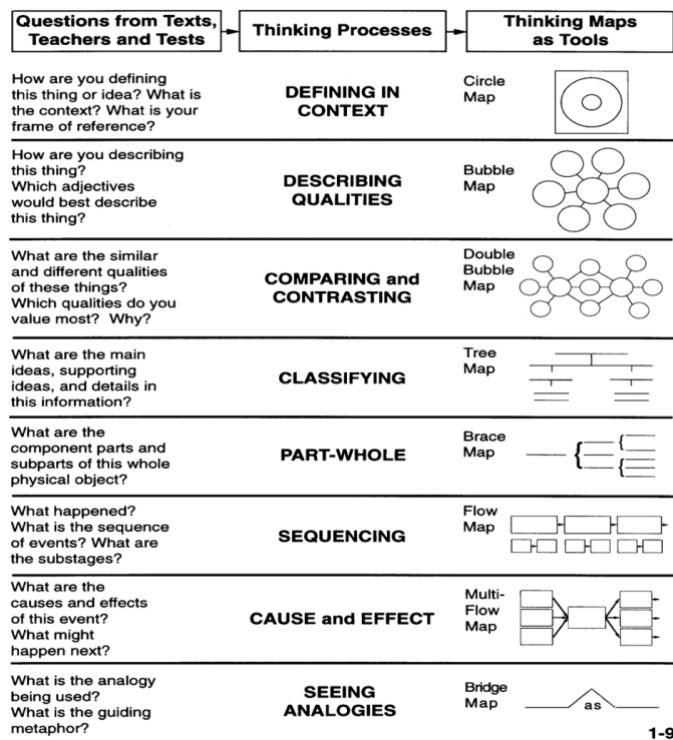 Questions from Texts,
Teachers and Tests
Thinking Processes
Thinking Maps
as Tools
How are you defining
this thing or idea? What is
the context? What is your
frame of reference?
DEFINING IN
CONTEXT
Circle
Map
How are you describing
this thing?
Which adjectives
would best describe
this thing?
DESCRIBING
QUALITIES
Bubble
Map
What are the similar
and different qualities
of these things?
Which qualities do you
value most? Why?
COMPARING and
CONTRASTING
Double
Bubble
Map
What are the main
ideas, supporting
ideas, and details in
this information?
CLASSIFYING
Tree
Map
What are the
component parts and
subparts of this whole
physical object?
PART-WHOLE
Brace
Map
What happened?
What is the sequence
of events? What are
the substages?
SEQUENCING
Flow
Map
What are the
causes and effects
of this event?
What might
happen next?
CAUSE and EFFECT
Multi-
Flow
Map
What is the analogy
being used?
What is the guiding
metaphor?
SEEING
ANALOGIES
Bridge
Map
as
1-9